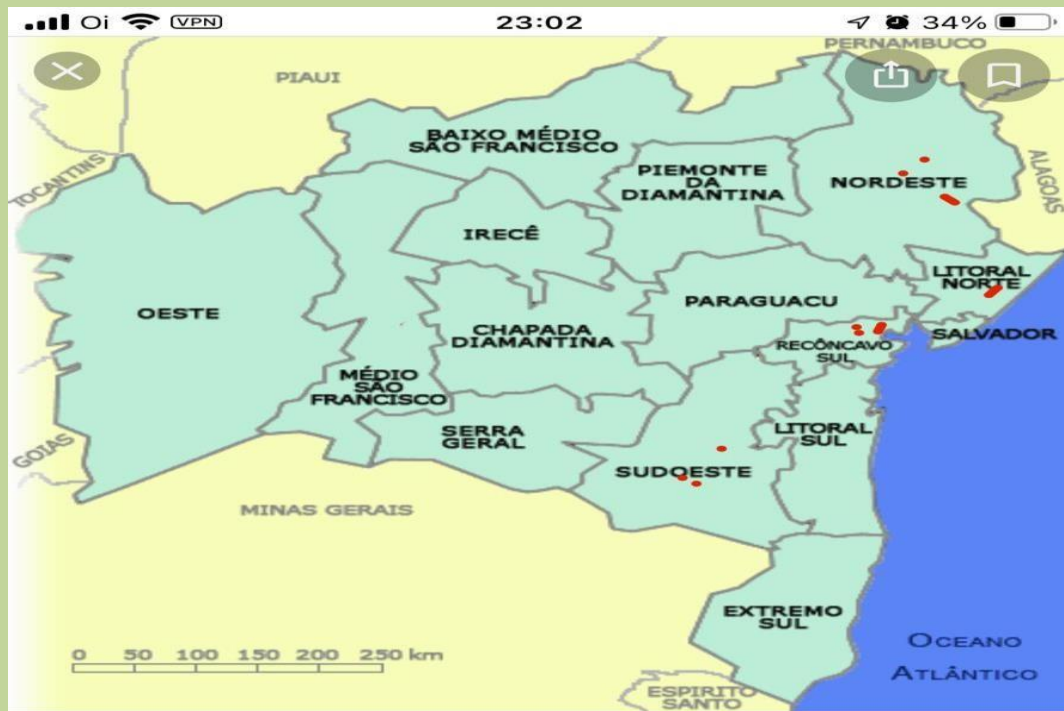 Oi VPN 23:02 34%
PERNAMBUCO
PIAUI
BAIXO MÉDIO
SÃO FRANCISCO
TOCANTINS
ALAGOAS
PIEMONTE
DA
DIAMANTINA
NORDESTE
IRECÊ
LITORAL
NORTE
OESTE
PARAGUACU
CHAPADA
DIAMANTINA
SALVADOR
RECÔNCAVO
SUL
MÉDIO
SÃO
FRANCISCO
SERRA
GERAL
LITORAL
SUL
GOIAS
SUDOESTE
MINAS GERAIS
EXTREMO
SUL
OCEANO
ATLÂNTICO
0 50 100 150 200 250 km
ESPIRITO
SANTO